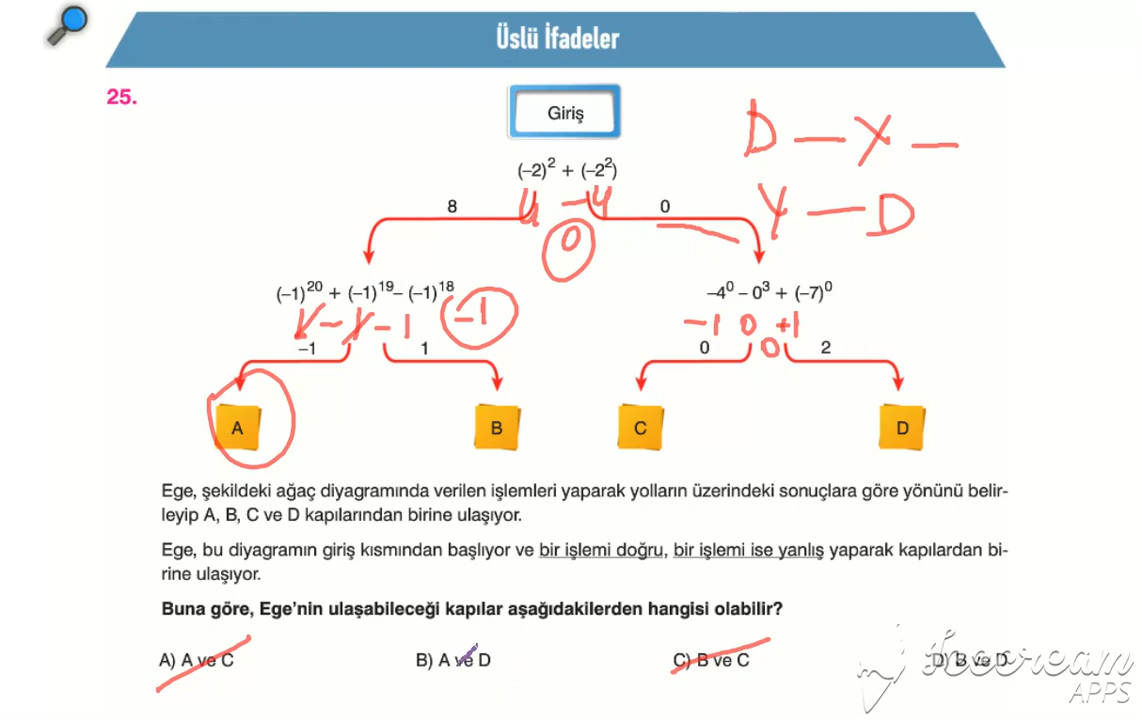 Üslü İfadeler
25.
Giriş
D — X —
(–2)² + (–2²)
Y — D
8
4 –4
0
0
(–1)²⁰ + (–1)¹⁹ – (–1)¹⁸
–4⁰ – 0³ + (–7)⁰
1 – 1 – 1
–1
–1 0 +1
–1
1
0
0
2
A
B
C
D
Ege, şekildeki ağaç diyagramında verilen işlemleri yaparak yolların üzerindeki sonuçlara göre yönünü belir-
leyip A, B, C ve D kapılarından birine ulaşıyor.
Ege, bu diyagramın giriş kısmından başlıyor ve bir işlemi doğru, bir işlemi ise yanlış yaparak kapılardan bi-
rine ulaşıyor.
Buna göre, Ege’nin ulaşabileceği kapılar aşağıdakilerden hangisi olabilir?
A) A ve C
B) A ve D
C) B ve C
D) B ve D
icecream
APPS